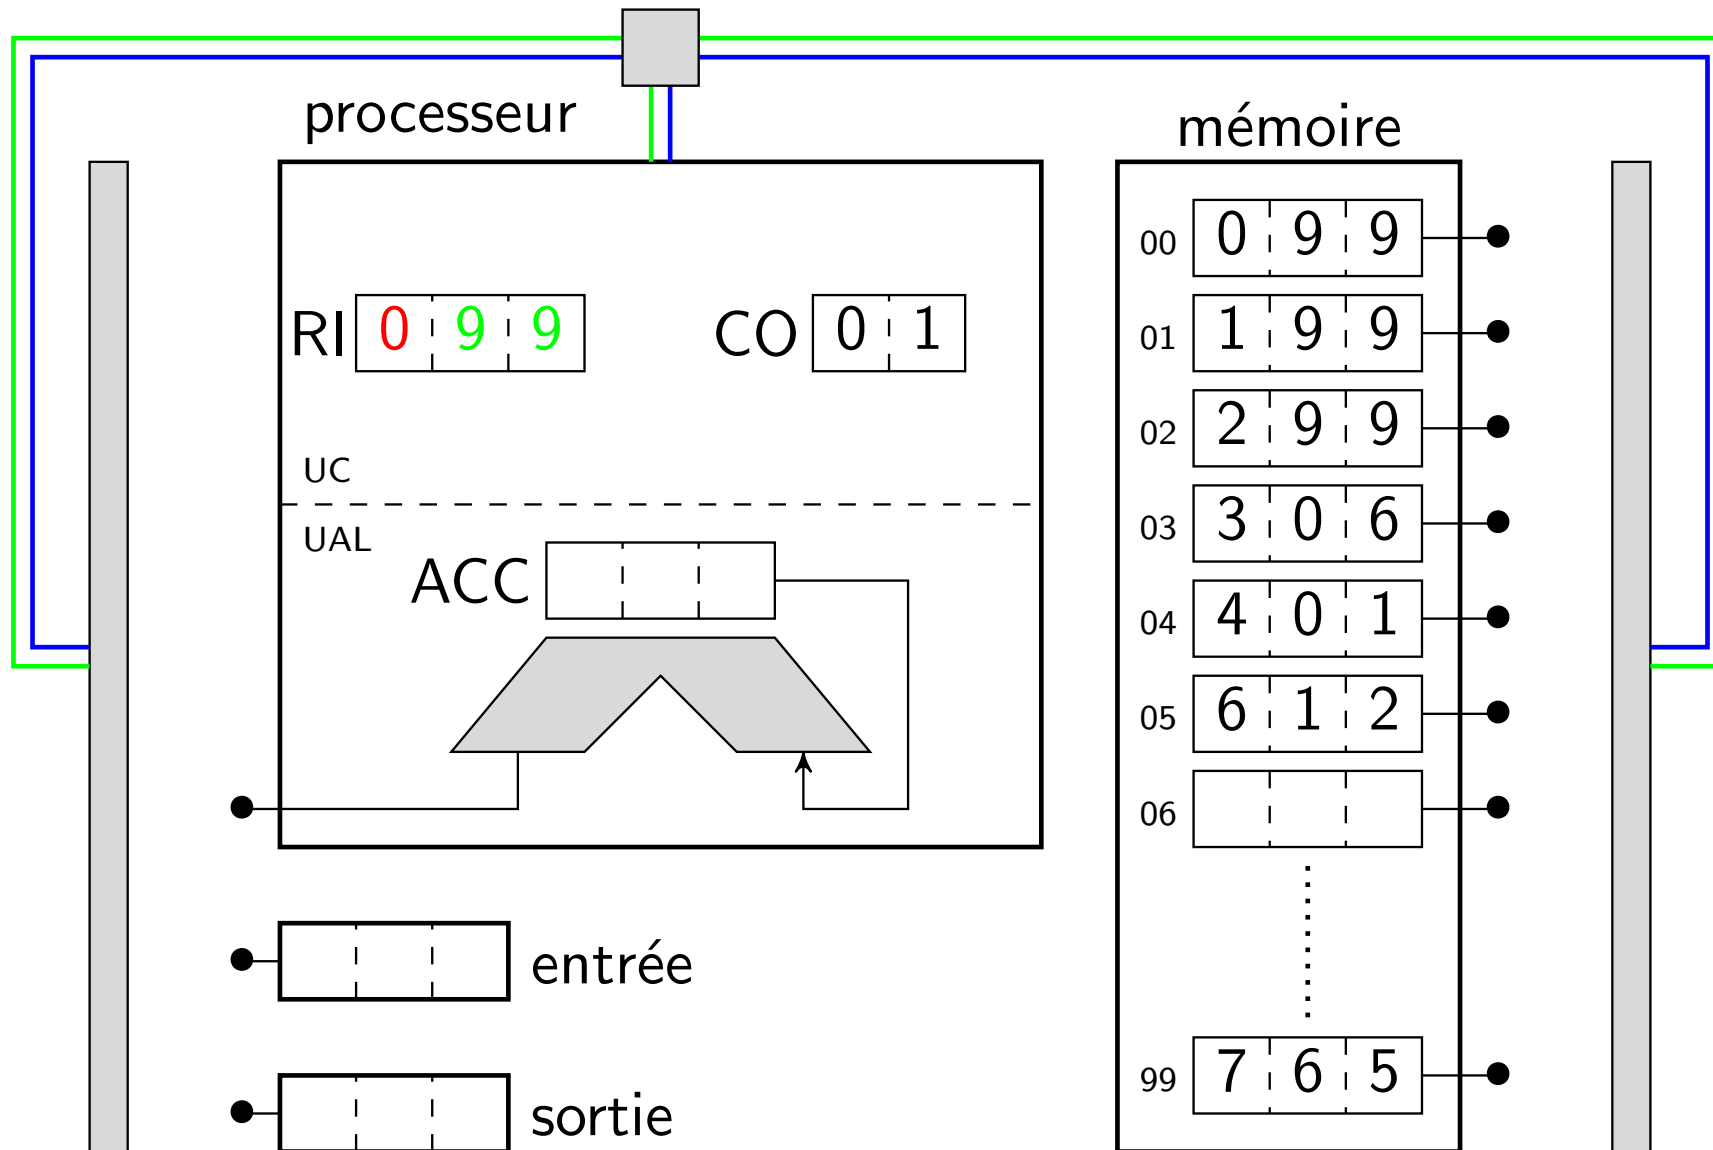 processeur
mémoire
00 0 9 9
RI 0 9 9 CO 0 1
01 1 9 9
02 2 9 9
UC
03 3 0 6
UAL
ACC
04 4 0 1
05 6 1 2
06
entrée
99 7 6 5
sortie